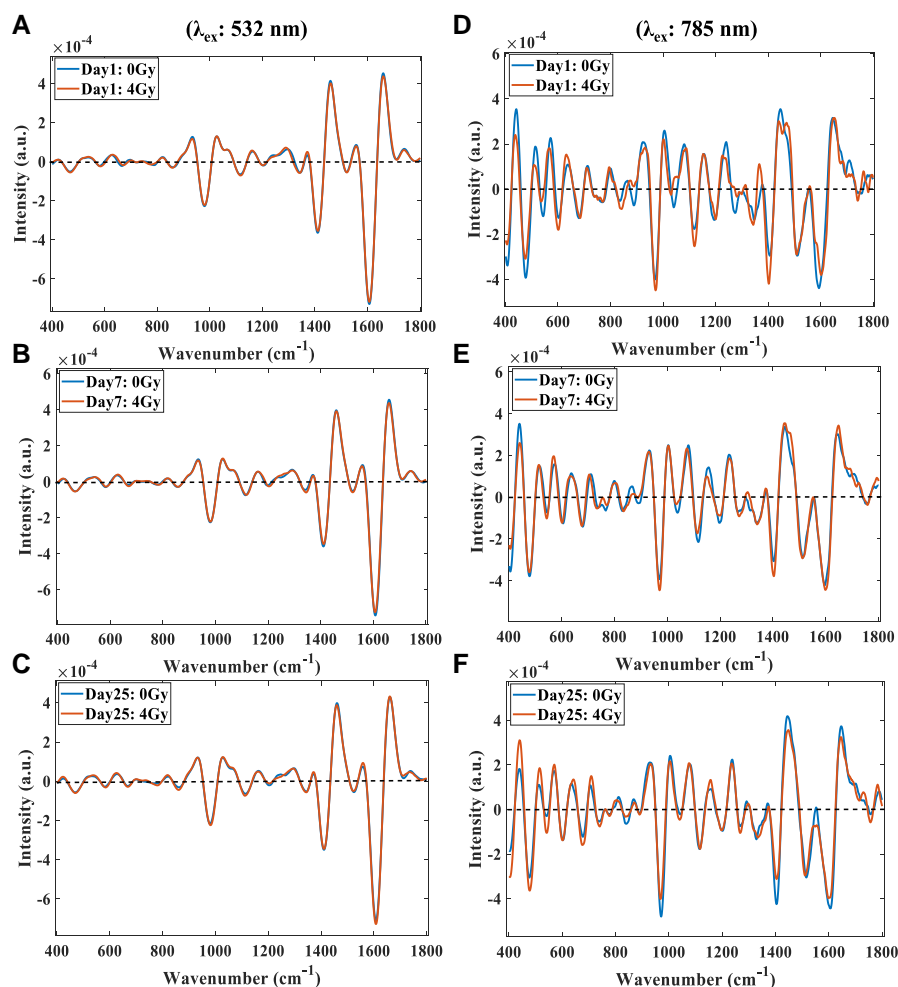 A
(λex: 532 nm)
×10-4
Day1: 0Gy
Day1: 4Gy
4
2
0
-2
-4
-6
Intensity (a.u.)
400 600 800 1000 1200 1400 1600 1800
Wavenumber (cm-1)
B
×10-4
Day7: 0Gy
Day7: 4Gy
6
4
2
0
-2
-4
-6
Intensity (a.u.)
400 600 800 1000 1200 1400 1600 1800
Wavenumber (cm-1)
C
×10-4
Day25: 0Gy
Day25: 4Gy
4
2
0
-2
-4
-6
Intensity (a.u.)
400 600 800 1000 1200 1400 1600 1800
Wavenumber (cm-1)
D
(λex: 785 nm)
×10-4
Day1: 0Gy
Day1: 4Gy
6
4
2
0
-2
-4
Intensity (a.u.)
400 600 800 1000 1200 1400 1600 1800
Wavenumber (cm-1)
E
×10-4
Day7: 0Gy
Day7: 4Gy
6
4
2
0
-2
-4
Intensity (a.u.)
400 600 800 1000 1200 1400 1600 1800
Wavenumber (cm-1)
F
×10-4
Day25: 0Gy
Day25: 4Gy
4
2
0
-2
-4
-6
Intensity (a.u.)
400 600 800 1000 1200 1400 1600 1800
Wavenumber (cm-1)